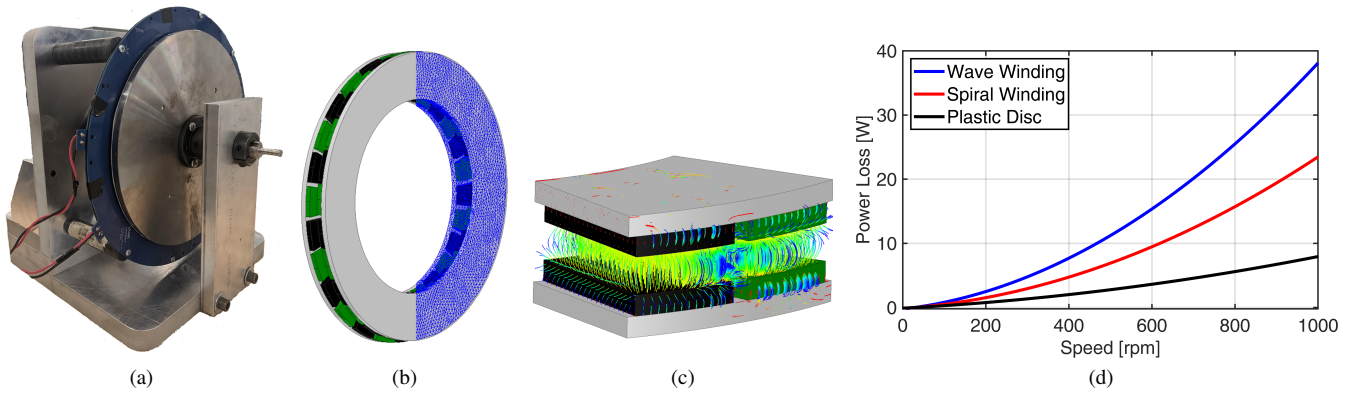 40
30
20
10
0
Power Loss [W]
Wave Winding
Spiral Winding
Plastic Disc
0 200 400 600 800 1000
Speed [rpm]
(a) (b) (c) (d)